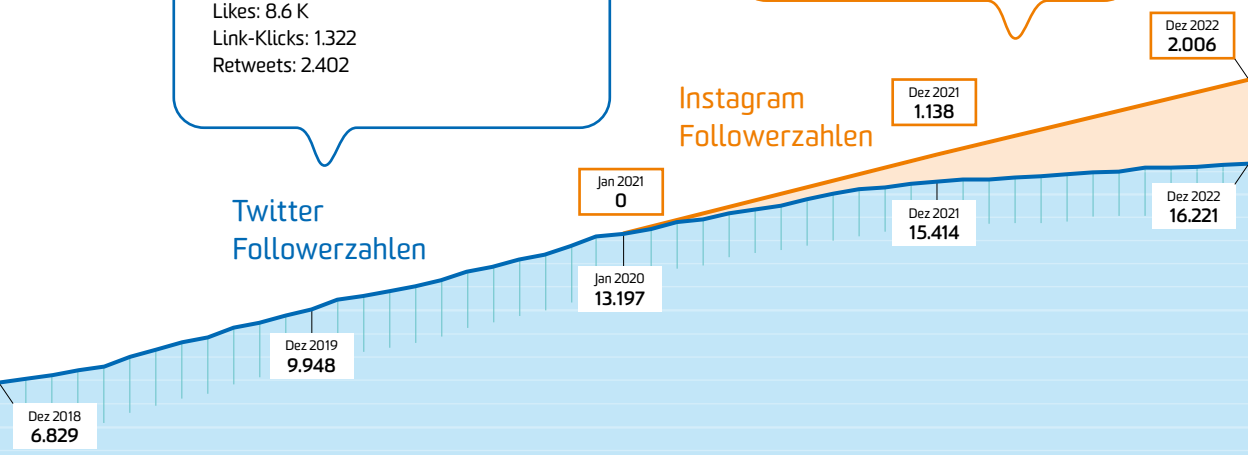 Likes: 8.6 K
Link-Klicks: 1.322
Retweets: 2.402
Dez 2022
2.006
Instagram
Followerzahlen
Dez 2021
1.138
Jan 2021
0
Twitter
Followerzahlen
Dez 2022
16.221
Dez 2021
15.414
Jan 2020
13.197
Dez 2019
9.948
Dez 2018
6.829